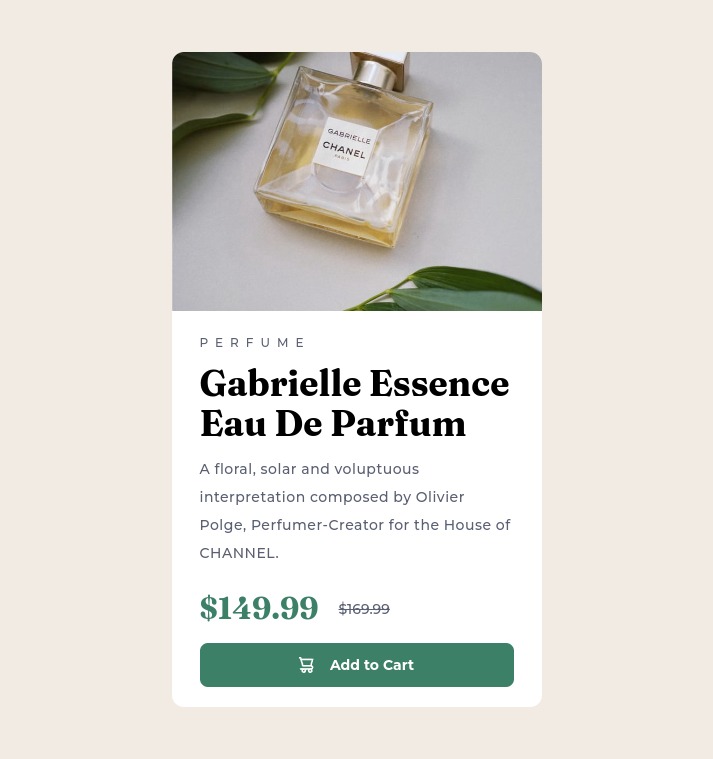 GABRIELLE
CHANEL
PARIS
PERFUME
Gabrielle Essence
Eau De Parfum
A floral, solar and voluptuous
interpretation composed by Olivier
Polge, Perfumer-Creator for the House of
CHANNEL.
$149.99 $169.99
Add to Cart